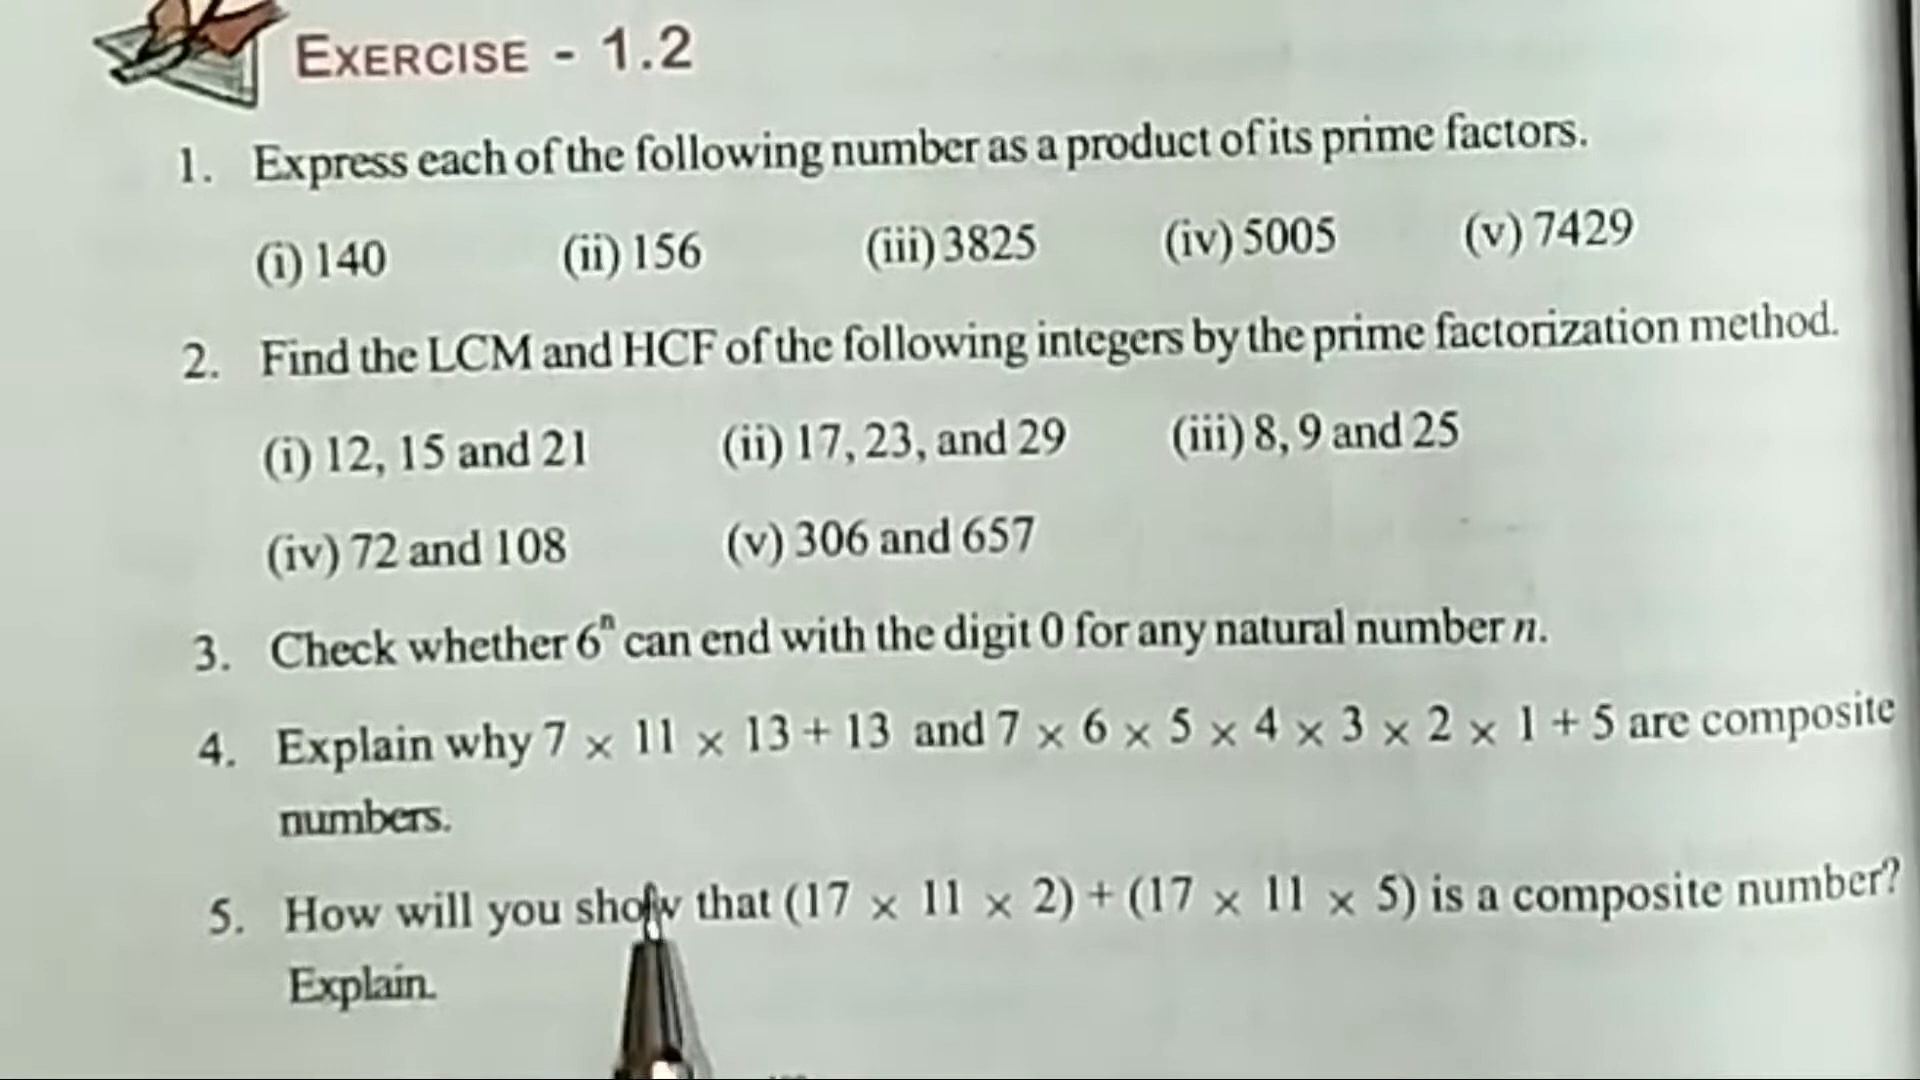 EXERCISE - 1.2
1. Express each of the following number as a product of its prime factors.
(i) 140 (ii) 156 (iii) 3825 (iv) 5005 (v) 7429
2. Find the LCM and HCF of the following integers by the prime factorization method.
(i) 12, 15 and 21 (ii) 17, 23, and 29 (iii) 8, 9 and 25
(iv) 72 and 108 (v) 306 and 657
3. Check whether 6ⁿ can end with the digit 0 for any natural number n.
4. Explain why 7 × 11 × 13 + 13 and 7 × 6 × 5 × 4 × 3 × 2 × 1 + 5 are composite
numbers.
5. How will you show that (17 × 11 × 2) + (17 × 11 × 5) is a composite number?
Explain.